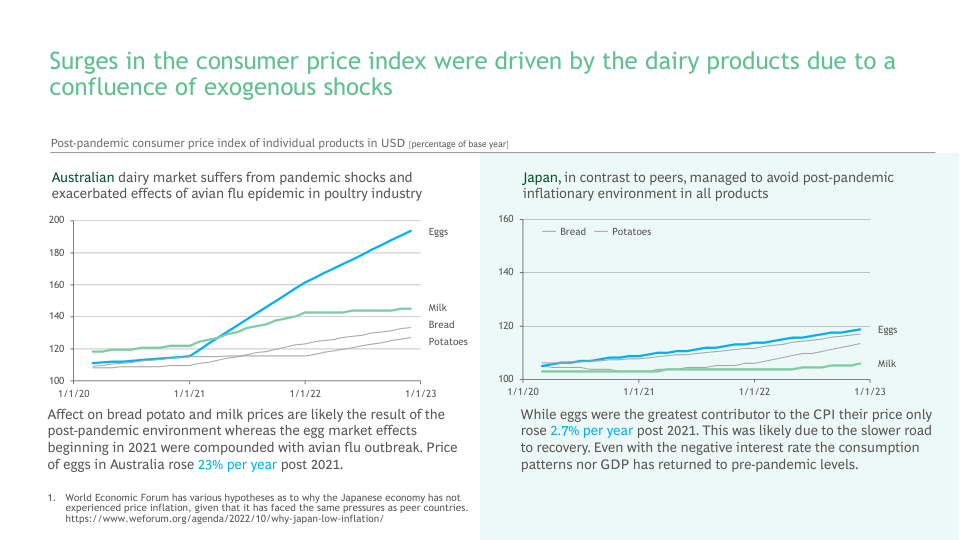 Surges in the consumer price index were driven by the dairy products due to a
confluence of exogenous shocks
Post-pandemic consumer price index of individual products in USD [percentage of base year]
Australian dairy market suffers from pandemic shocks and
exacerbated effects of avian flu epidemic in poultry industry
200
180
160
140
120
100
1/1/20
1/1/21
1/1/22
1/1/23
Eggs
Milk
Bread
Potatoes
Affect on bread potato and milk prices are likely the result of the
post-pandemic environment whereas the egg market effects
beginning in 2021 were compounded with avian flu outbreak. Price
of eggs in Australia rose 23% per year post 2021.
1. World Economic Forum has various hypotheses as to why the Japanese economy has not
experienced price inflation, given that it has faced the same pressures as peer countries.
https://www.weforum.org/agenda/2022/10/why-japan-low-inflation/
Japan, in contrast to peers, managed to avoid post-pandemic
inflationary environment in all products
160
140
120
100
Bread Potatoes
1/1/20
1/1/21
1/1/22
1/1/23
Eggs
Milk
While eggs were the greatest contributor to the CPI their price only
rose 2.7% per year post 2021. This was likely due to the slower road
to recovery. Even with the negative interest rate the consumption
patterns nor GDP has returned to pre-pandemic levels.